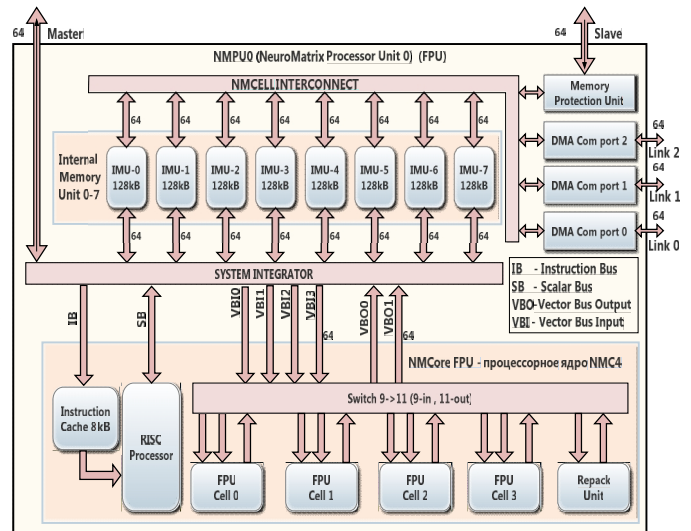 64 Master
64 Slave
NMPU0 (NeuroMatrix Processor Unit 0) (FPU)
NMCELLINTERCONNECT
Memory
Protection Unit
64 64 64 64 64 64 64 64
DMA Com port 2
64
Link 2
Internal
Memory
Unit 0-7
IMU-0
128kB
IMU-1
128kB
IMU-2
128kB
IMU-3
128kB
IMU-4
128kB
IMU-5
128kB
IMU-6
128kB
IMU-7
128kB
DMA Com port 1
64
Link 1
DMA Com port 0
64
Link 0
64 64 64 64 64 64 64 64
SYSTEM INTEGRATOR
IB - Instruction Bus
SB - Scalar Bus
VBO-Vector Bus Output
VBI - Vector Bus Input
IB
SB
VBI0
VBI1
VBI2
VBI3
64
VBO0
VBO1
64
NMCore FPU - процессорное ядро NMC4
Switch 9->11 (9-in , 11-out)
Instruction
Cache 8kB
RISC
Processor
FPU
Cell 0
FPU
Cell 1
FPU
Cell 2
FPU
Cell 3
Repack
Unit